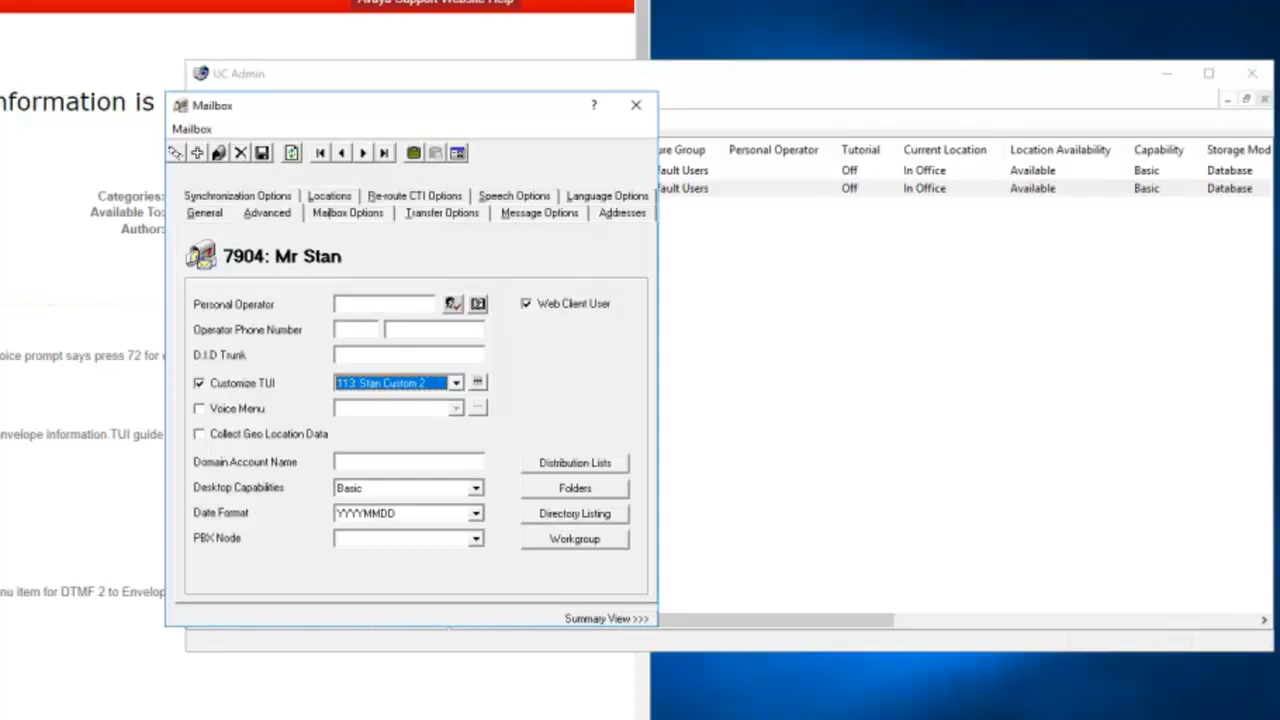 Avaya Support Website Help
UC Admin
nformation is
Mailbox
Mailbox
ure Group Personal Operator Tutorial Current Location Location Availability Capability Storage Mod
fault Users Off In Office Available Basic Database
fault Users Off In Office Available Basic Database
Categories:
Available To:
Author:
Synchronization Options Locations Re-route CTI Options Speech Options Language Options
General Advanced Mailbox Options Transfer Options Message Options Addresses
7904: Mr Stan
Personal Operator
Web Client User
Operator Phone Number
D.I.D Trunk
oice prompt says press 72 for
Customize TUI 113: Stan Custom 2
Voice Menu
Collect Geo Location Data
nvelope information.TUI guide
Domain Account Name
Distribution Lists
Desktop Capabilities Basic
Folders
Date Format YYYYMMDD
Directory Listing
PBX Node
Workgroup
nu item for DTMF 2 to Envelop
Summary View >>>